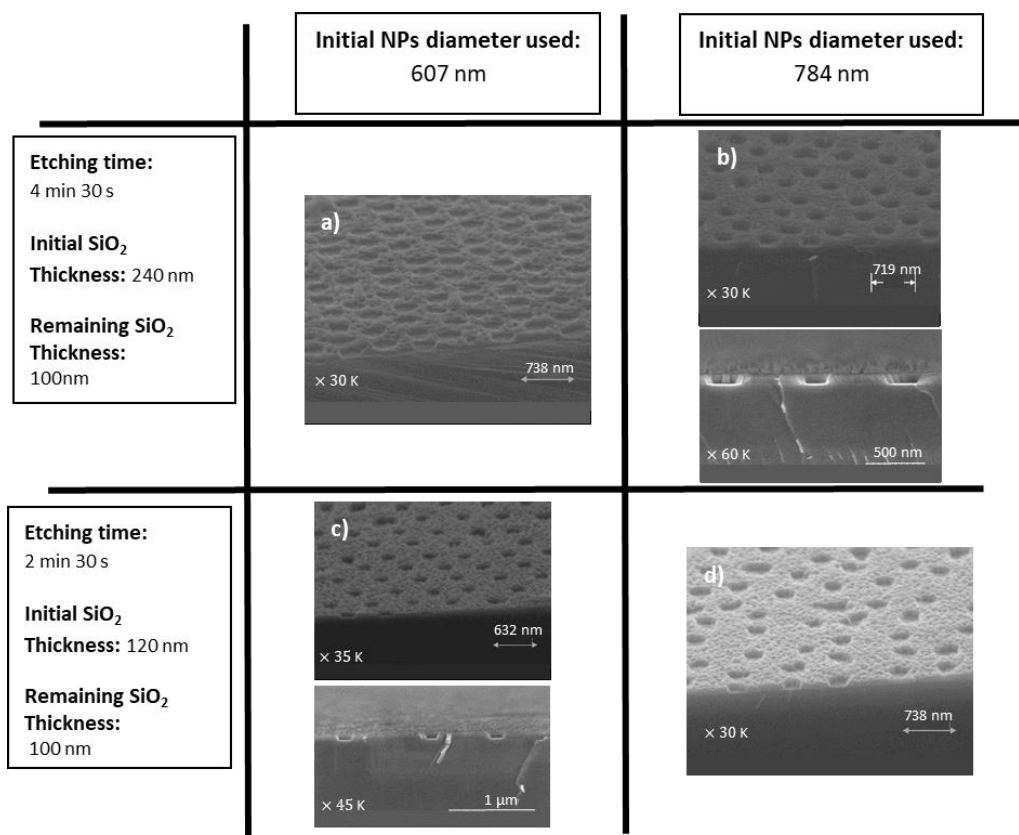 Initial NPs diameter used:
607 nm
Initial NPs diameter used:
784 nm
Etching time:
4 min 30 s
Initial SiO₂
Thickness: 240 nm
Remaining SiO₂
Thickness:
100nm
a)
× 30 K
738 nm
b)
719 nm
× 30 K
× 60 K
500 nm
Etching time:
2 min 30 s
Initial SiO₂
Thickness: 120 nm
Remaining SiO₂
Thickness:
100 nm
c)
632 nm
× 35 K
× 45 K
1 µm
d)
× 30 K
738 nm